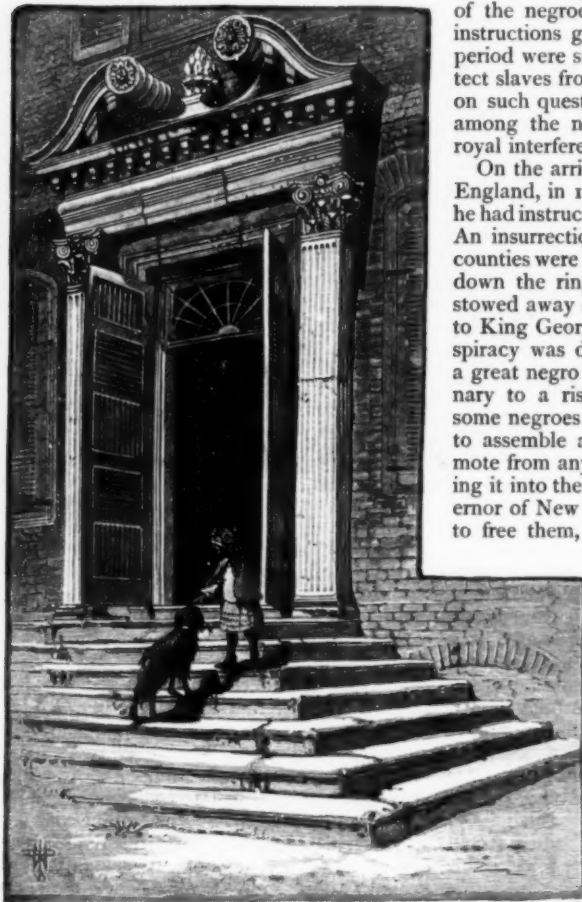 of the negroe
instructions g
period were s
tect slaves fro
on such quest
among the n
royal interfere
On the arri
England, in n
he had instruc
An insurrectio
counties were
down the rin
stowed away
to King Geor
spiracy was d
a great negro
nary to a ris
some negroes
to assemble a
mote from any
ing it into the
ernor of New
to free them,